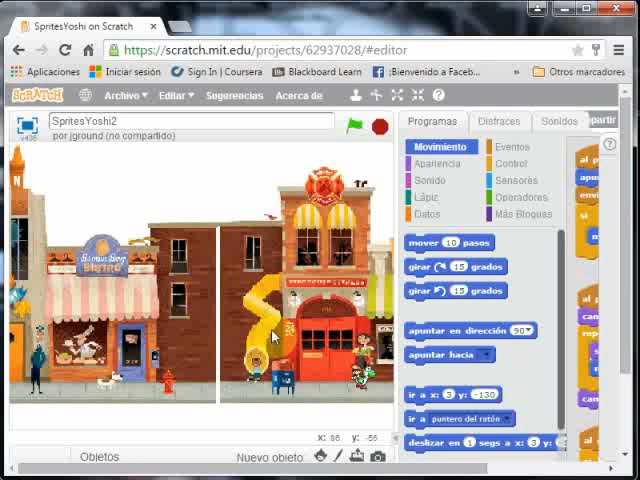 SpritesYoshi on Scratch
https://scratch.mit.edu/projects/62937028/#editor
Aplicaciones Iniciar sesión Sign In | Coursera Blackboard Learn ¡Bienvenido a Faceb... » Otros marcadores
SCRATCH Archivo Editar Sugerencias Acerca de
SpritesYoshi2
por jground (no compartido)
v436
Programas Disfraces Sonidos
Movimiento Eventos
Apariencia Control
Sonido Sensores
Lápiz Operadores
Datos Más Bloques
mover 10 pasos
girar 15 grados
girar 15 grados
apuntar en dirección 90
apuntar hacia
ir a x: 3 y: -130
ir a puntero del ratón
deslizar en 1 segs a x: 3 y:
BISTRO
x: 86 y: -55
Objetos Nuevo objeto